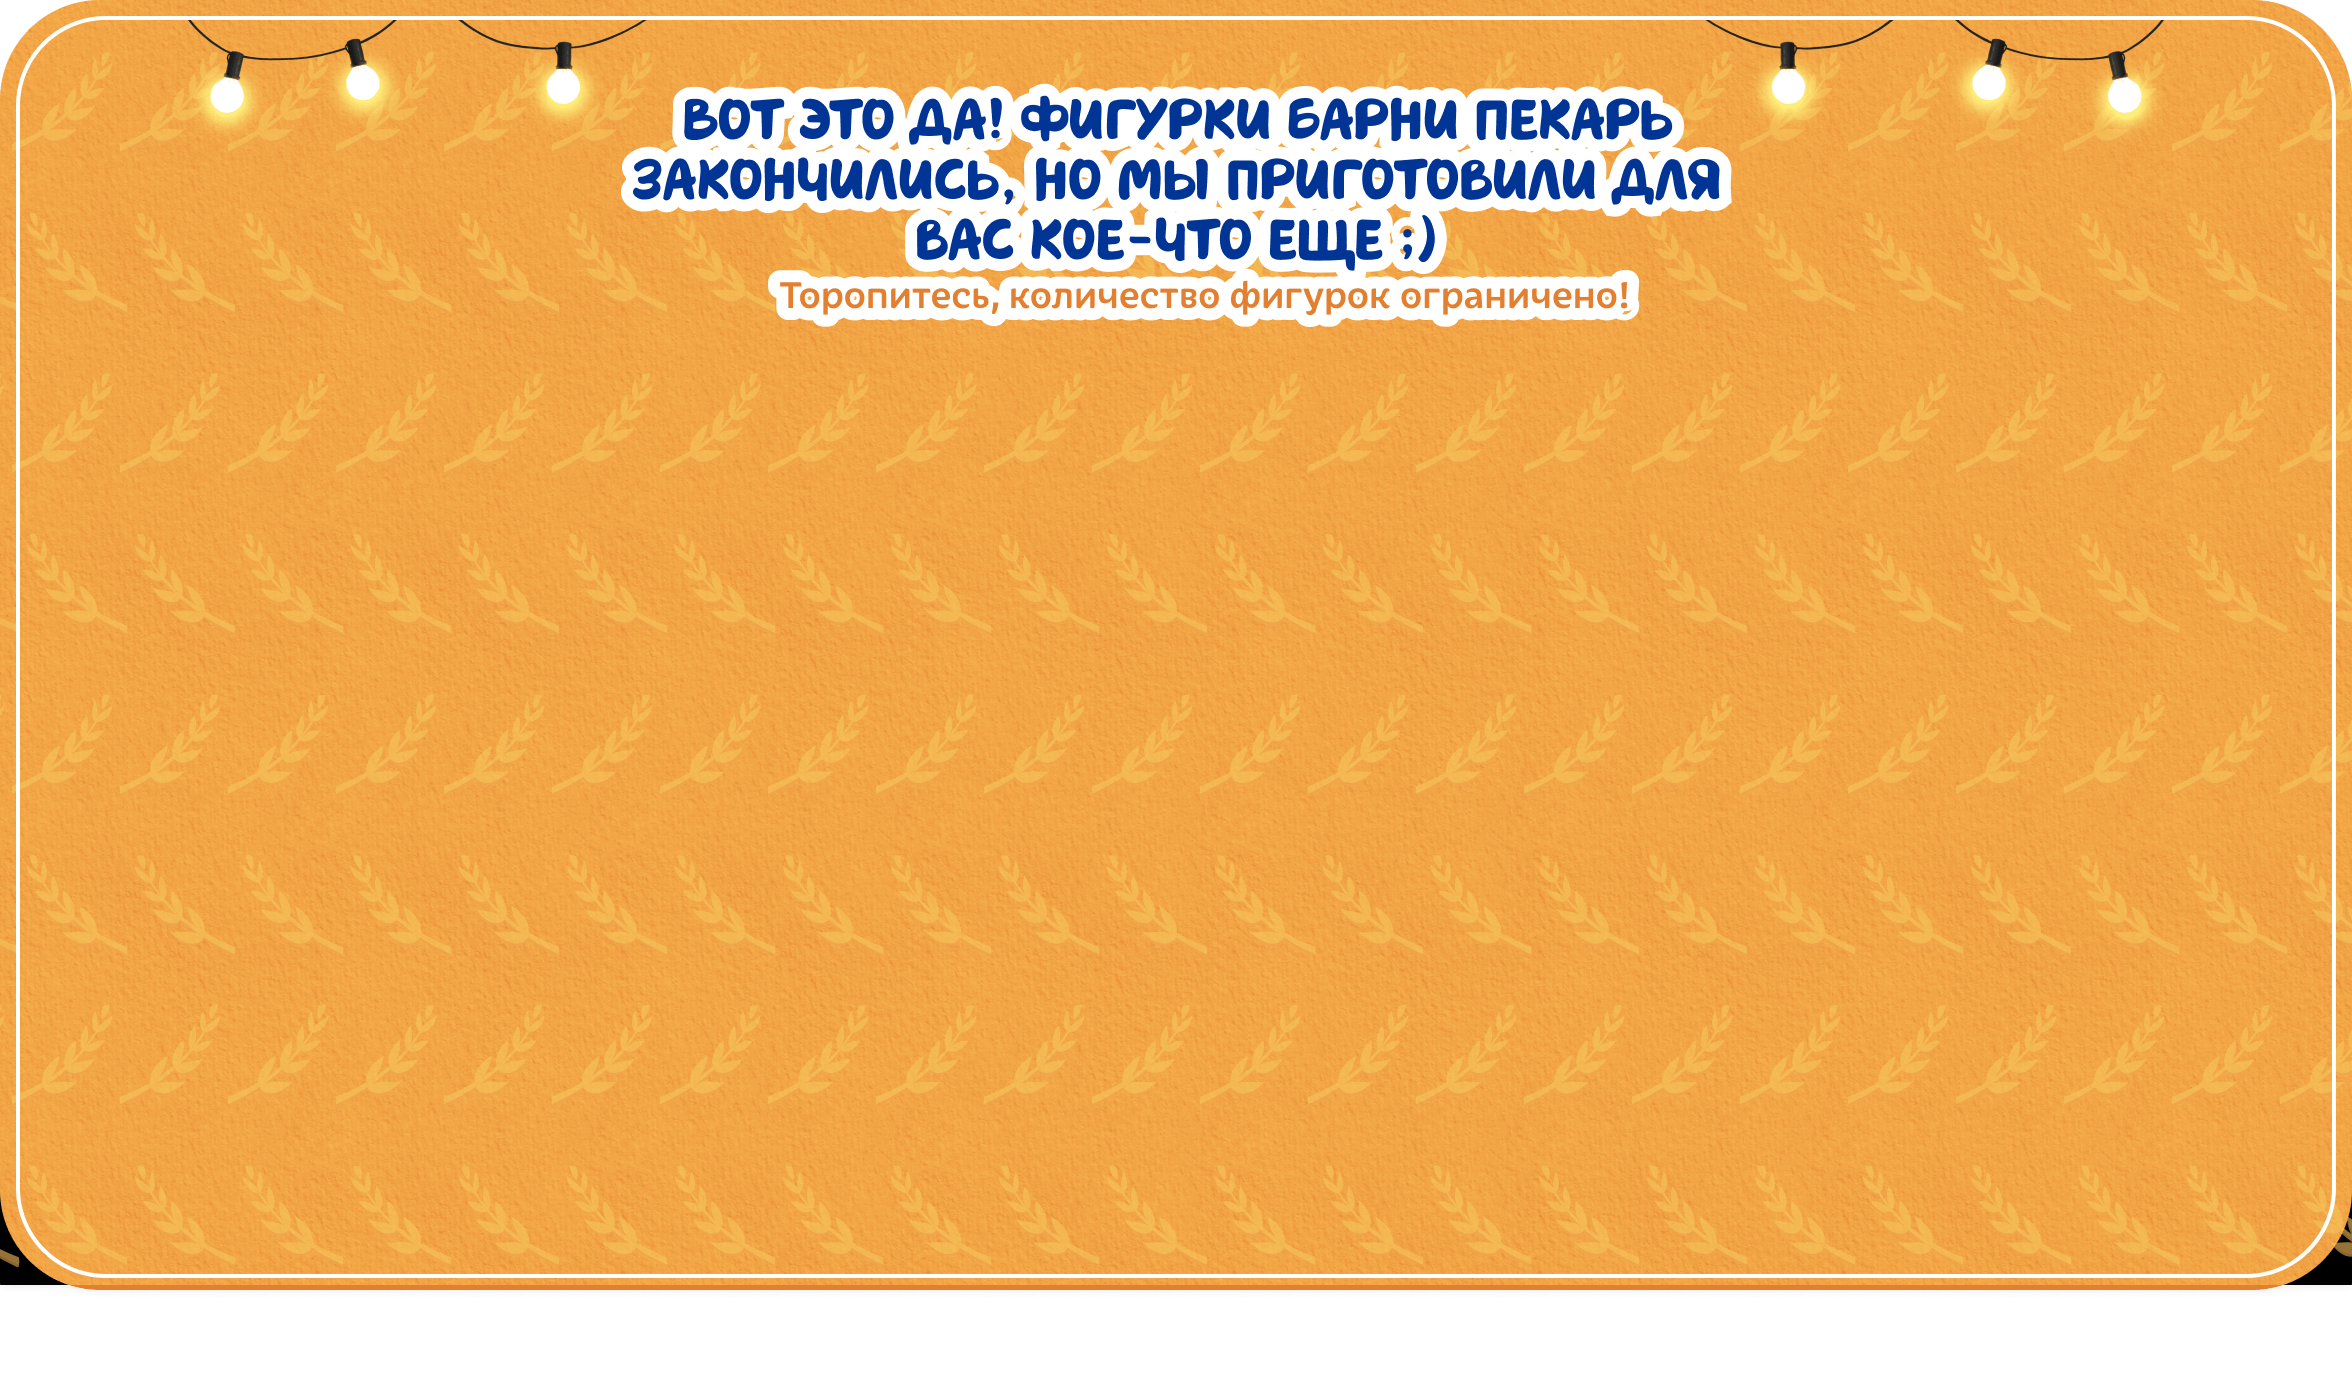 ВОТ ЭТО ДА! ФИГУРКИ БАРНИ ПЕКАРЬ
ЗАКОНЧИЛИСЬ, НО МЫ ПРИГОТОВИЛИ ДЛЯ
ВАС КОЕ-ЧТО ЕЩЕ ;)
Торопитесь, количество фигурок ограничено!